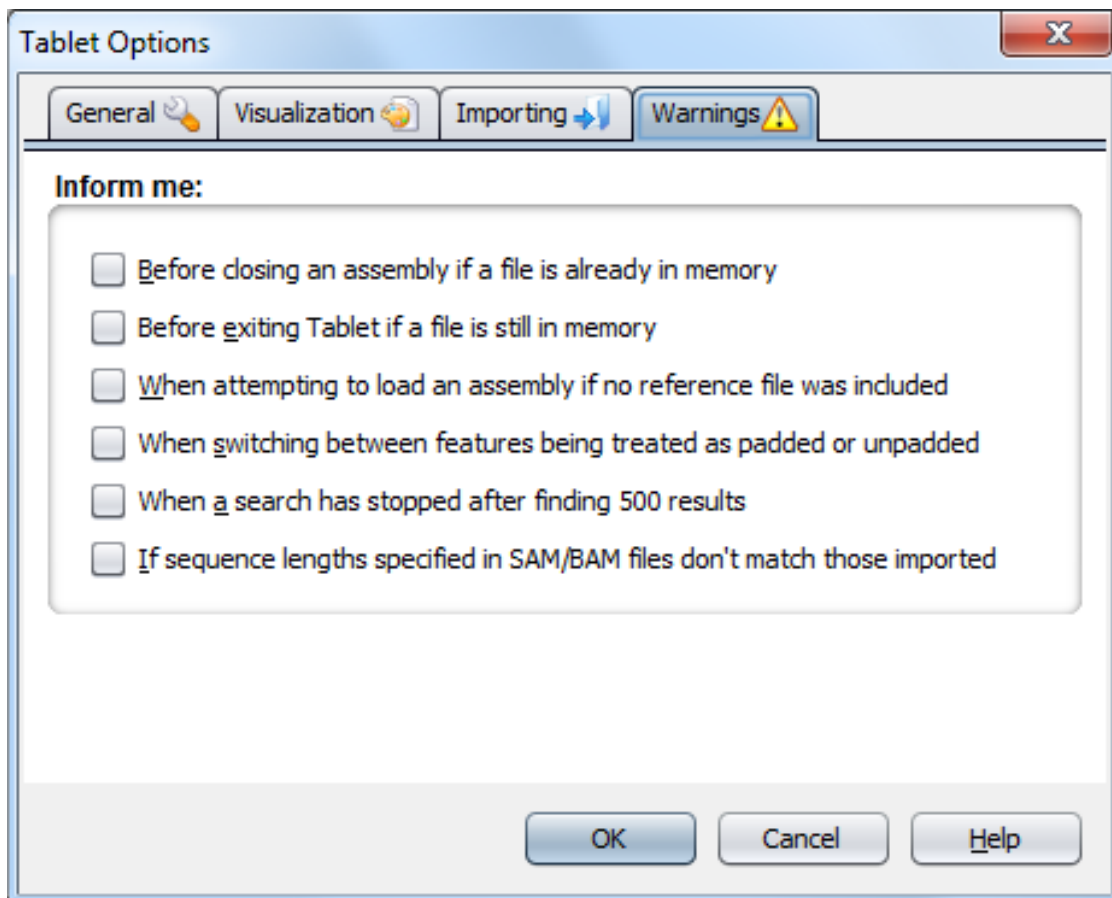 Tablet Options
General Visualization Importing Warnings
Inform me:
Before closing an assembly if a file is already in memory
Before exiting Tablet if a file is still in memory
When attempting to load an assembly if no reference file was included
When switching between features being treated as padded or unpadded
When a search has stopped after finding 500 results
If sequence lengths specified in SAM/BAM files don't match those imported
OK Cancel Help